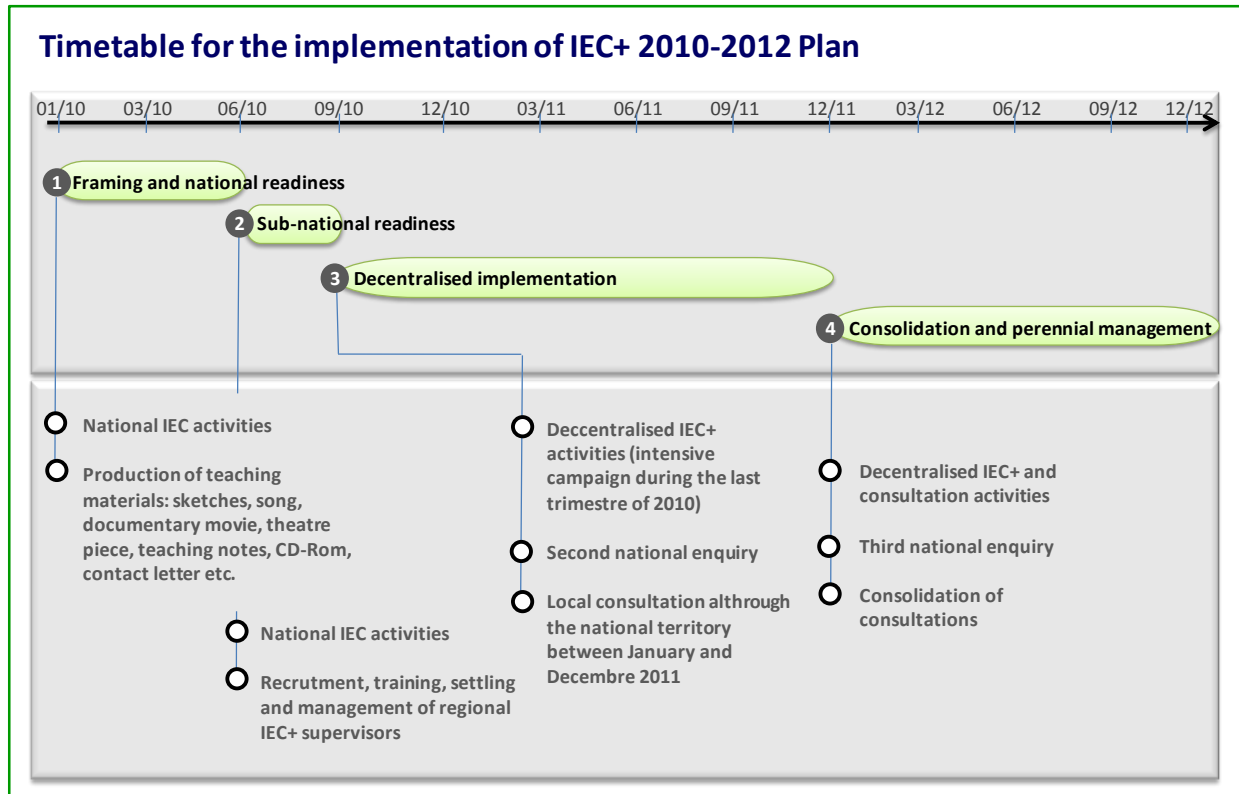 Timetable for the implementation of IEC+ 2010-2012 Plan
01/10 03/10 06/10 09/10 12/10 03/11 06/11 09/11 12/11 03/12 06/12 09/12 12/12
1 Framing and national readiness
2 Sub-national readiness
3 Decentralised implementation
4 Consolidation and perennial management
National IEC activities
Production of teaching
materials: sketches, song,
documentary movie, theatre
piece, teaching notes, CD-Rom,
contact letter etc.
National IEC activities
Recrutment, training, settling
and management of regional
IEC+ supervisors
Deccentralised IEC+
activities (intensive
campaign during the last
trimestre of 2010)
Second national enquiry
Local consultation althrough
the national territory
between January and
Decembre 2011
Decentralised IEC+ and
consultation activities
Third national enquiry
Consolidation of
consultations